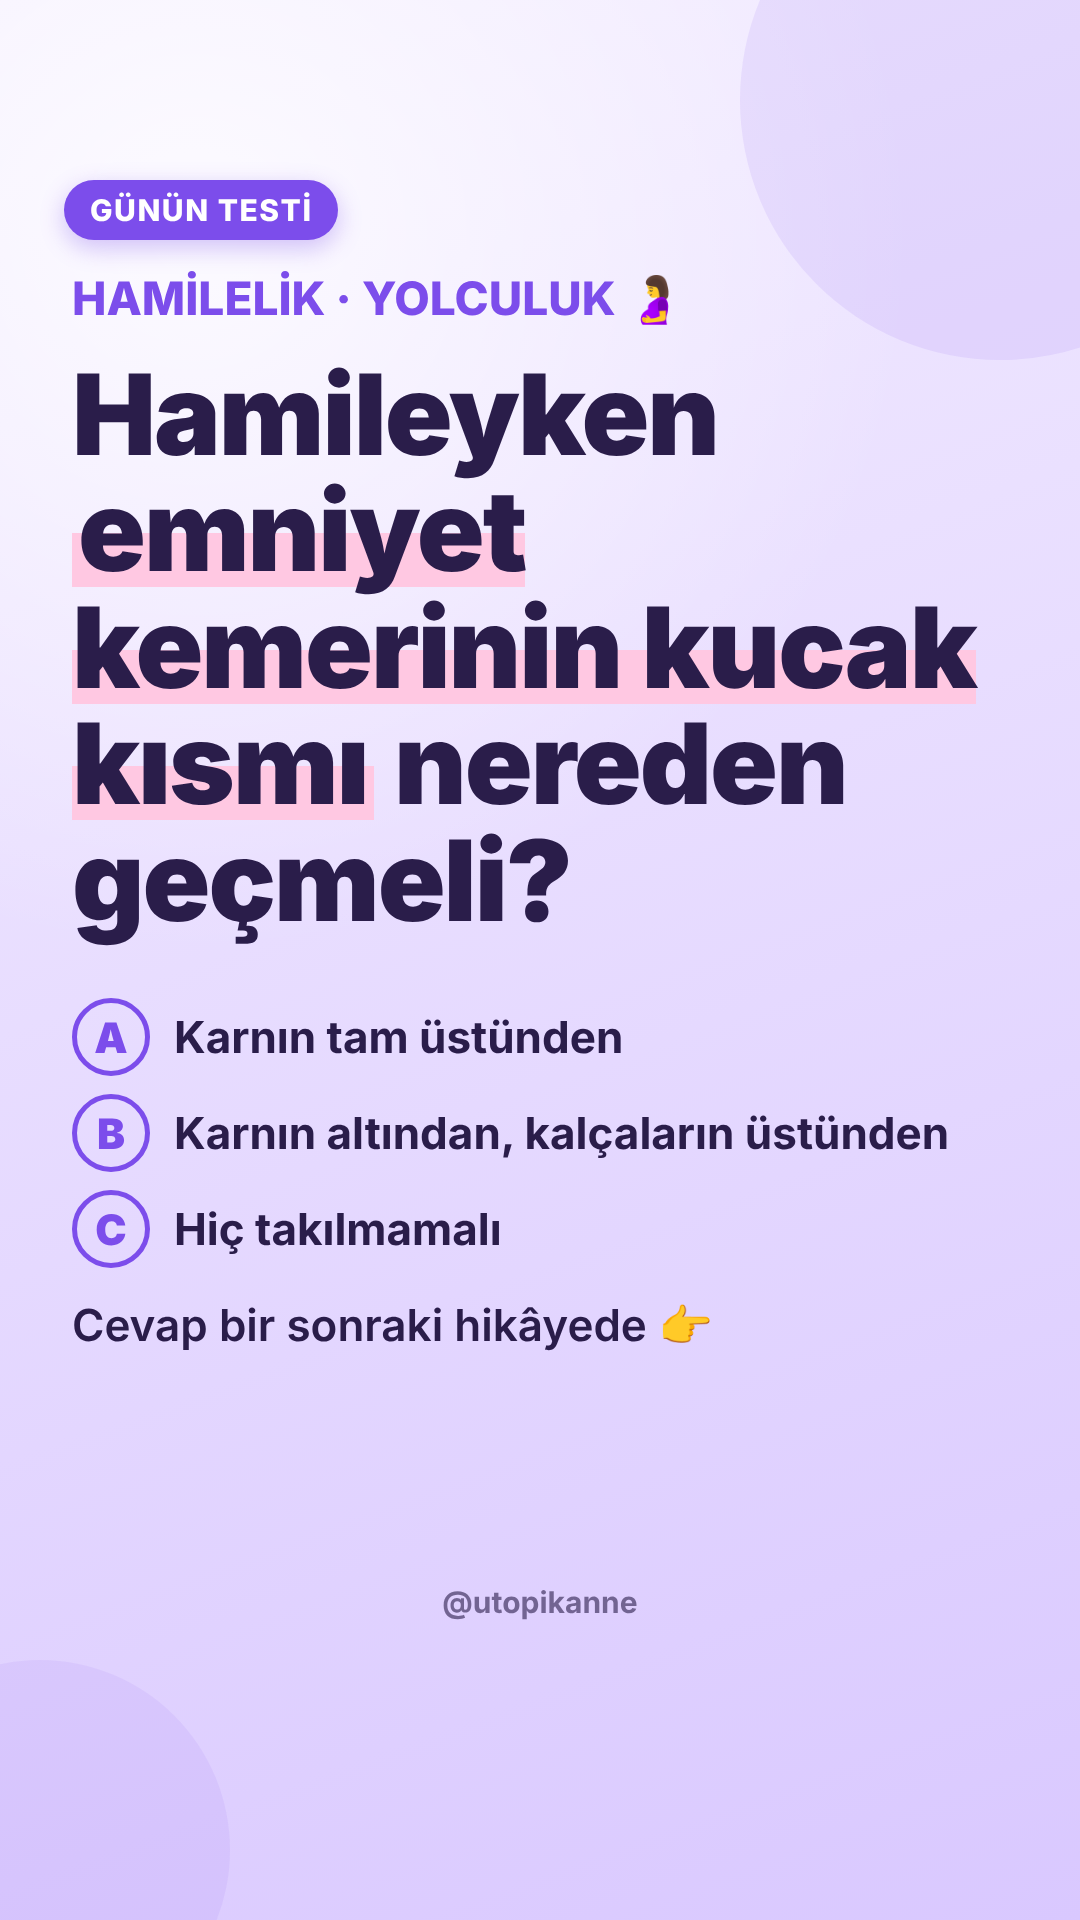 GÜNÜN TESTİ
HAMİLELİK · YOLCULUK 🤰
Hamileyken
emniyet
kemerinin kucak
kısmı nereden
geçmeli?
A Karnın tam üstünden
B Karnın altından, kalçaların üstünden
C Hiç takılmamalı
Cevap bir sonraki hikâyede 👉
@utopikanne